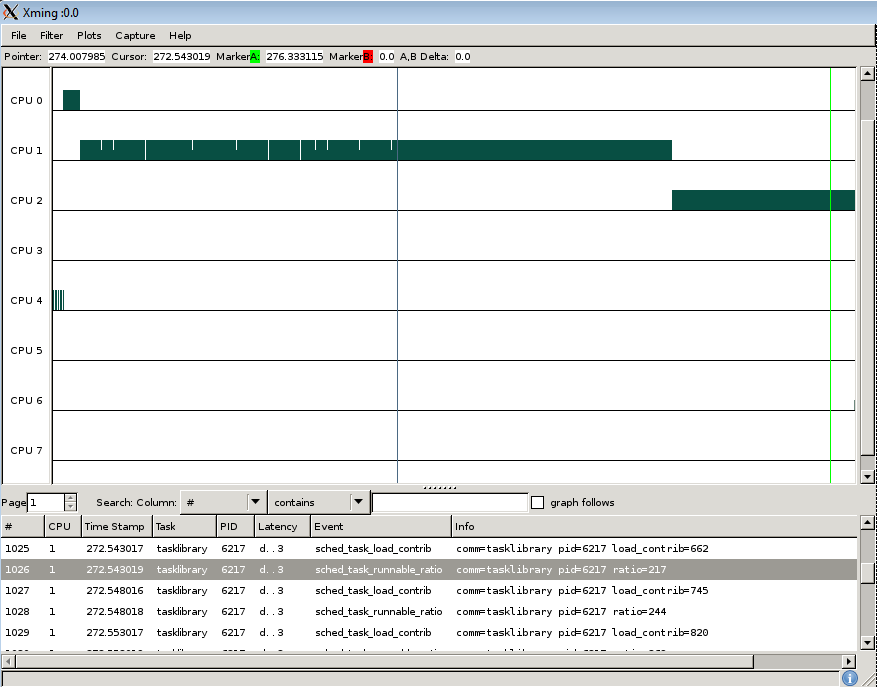 Xming :0.0
File Filter Plots Capture Help
Pointer: 274.007985 Cursor: 272.543019 Marker A: 276.333115 Marker B: 0.0 A,B Delta: 0.0
CPU 0
CPU 1
CPU 2
CPU 3
CPU 4
CPU 5
CPU 6
CPU 7
Page 1 Search: Column: # contains graph follows
# CPU Time Stamp Task PID Latency Event Info
1025 1 272.543017 tasklibrary 6217 d..3 sched_task_load_contrib comm=tasklibrary pid=6217 load_contrib=662
1026 1 272.543019 tasklibrary 6217 d..3 sched_task_runnable_ratio comm=tasklibrary pid=6217 ratio=217
1027 1 272.548016 tasklibrary 6217 d..3 sched_task_load_contrib comm=tasklibrary pid=6217 load_contrib=745
1028 1 272.548018 tasklibrary 6217 d..3 sched_task_runnable_ratio comm=tasklibrary pid=6217 ratio=244
1029 1 272.553017 tasklibrary 6217 d..3 sched_task_load_contrib comm=tasklibrary pid=6217 load_contrib=820